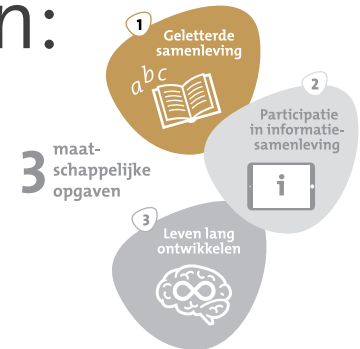 n:
1
Geletterde
samenleving
abc
2
Participatie
in informatie-
samenleving
i
3 maat-
schappelijke
opgaven
3
Leven lang
ontwikkelen